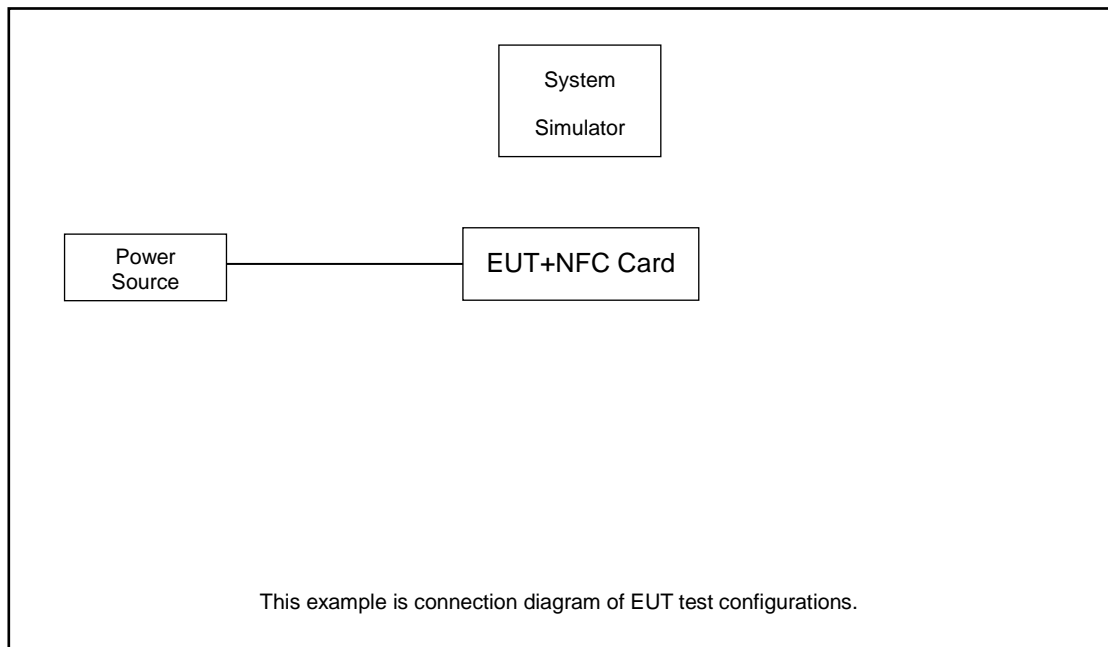 System
Simulator
Power
Source
EUT+NFC Card
This example is connection diagram of EUT test configurations.